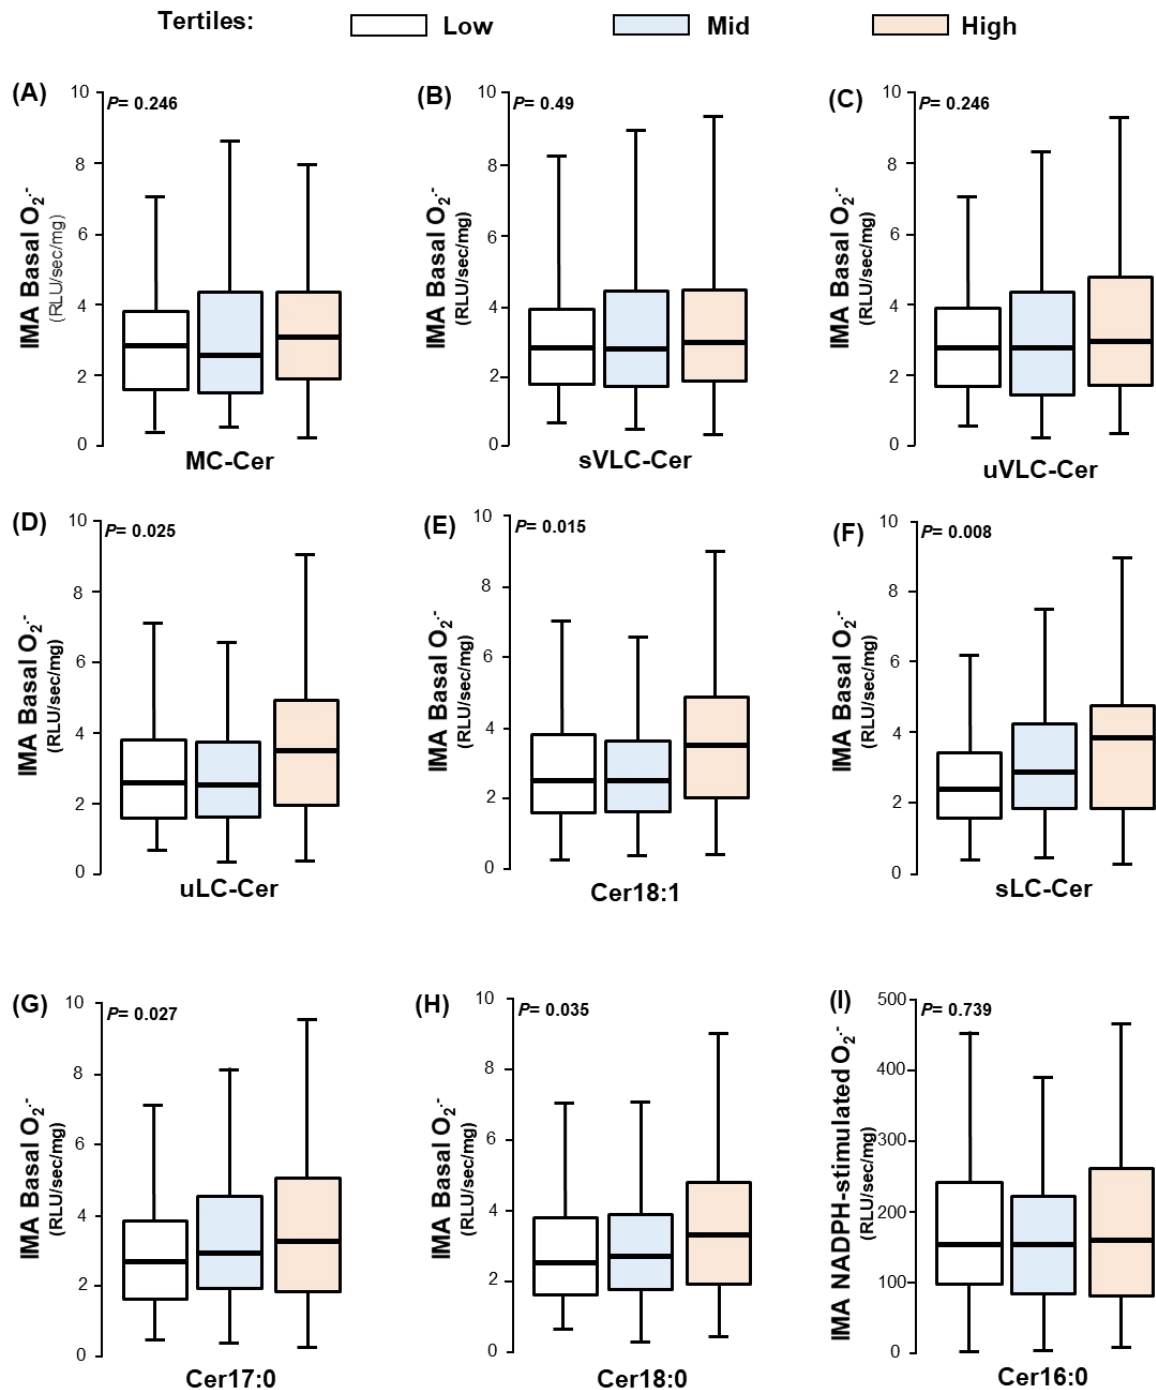 Tertiles: Low Mid High
(A) P= 0.246
10
8
6
4
2
0
IMA Basal O₂·-
(RLU/sec/mg)
MC-Cer
(B) P= 0.49
10
8
6
4
2
0
IMA Basal O₂·-
(RLU/sec/mg)
sVLC-Cer
(C) P= 0.246
10
8
6
4
2
0
IMA Basal O₂·-
(RLU/sec/mg)
uVLC-Cer
(D) P= 0.025
10
8
6
4
2
0
IMA Basal O₂·-
(RLU/sec/mg)
uLC-Cer
(E) P= 0.015
10
8
6
4
2
0
IMA Basal O₂·-
(RLU/sec/mg)
Cer18:1
(F) P= 0.008
10
8
6
4
2
0
IMA Basal O₂·-
(RLU/sec/mg)
sLC-Cer
(G) P= 0.027
10
8
6
4
2
0
IMA Basal O₂·-
(RLU/sec/mg)
Cer17:0
(H) P= 0.035
10
8
6
4
2
0
IMA Basal O₂·-
(RLU/sec/mg)
Cer18:0
(I) P= 0.739
500
400
300
200
100
0
IMA NADPH-stimulated O₂·-
(RLU/sec/mg)
Cer16:0